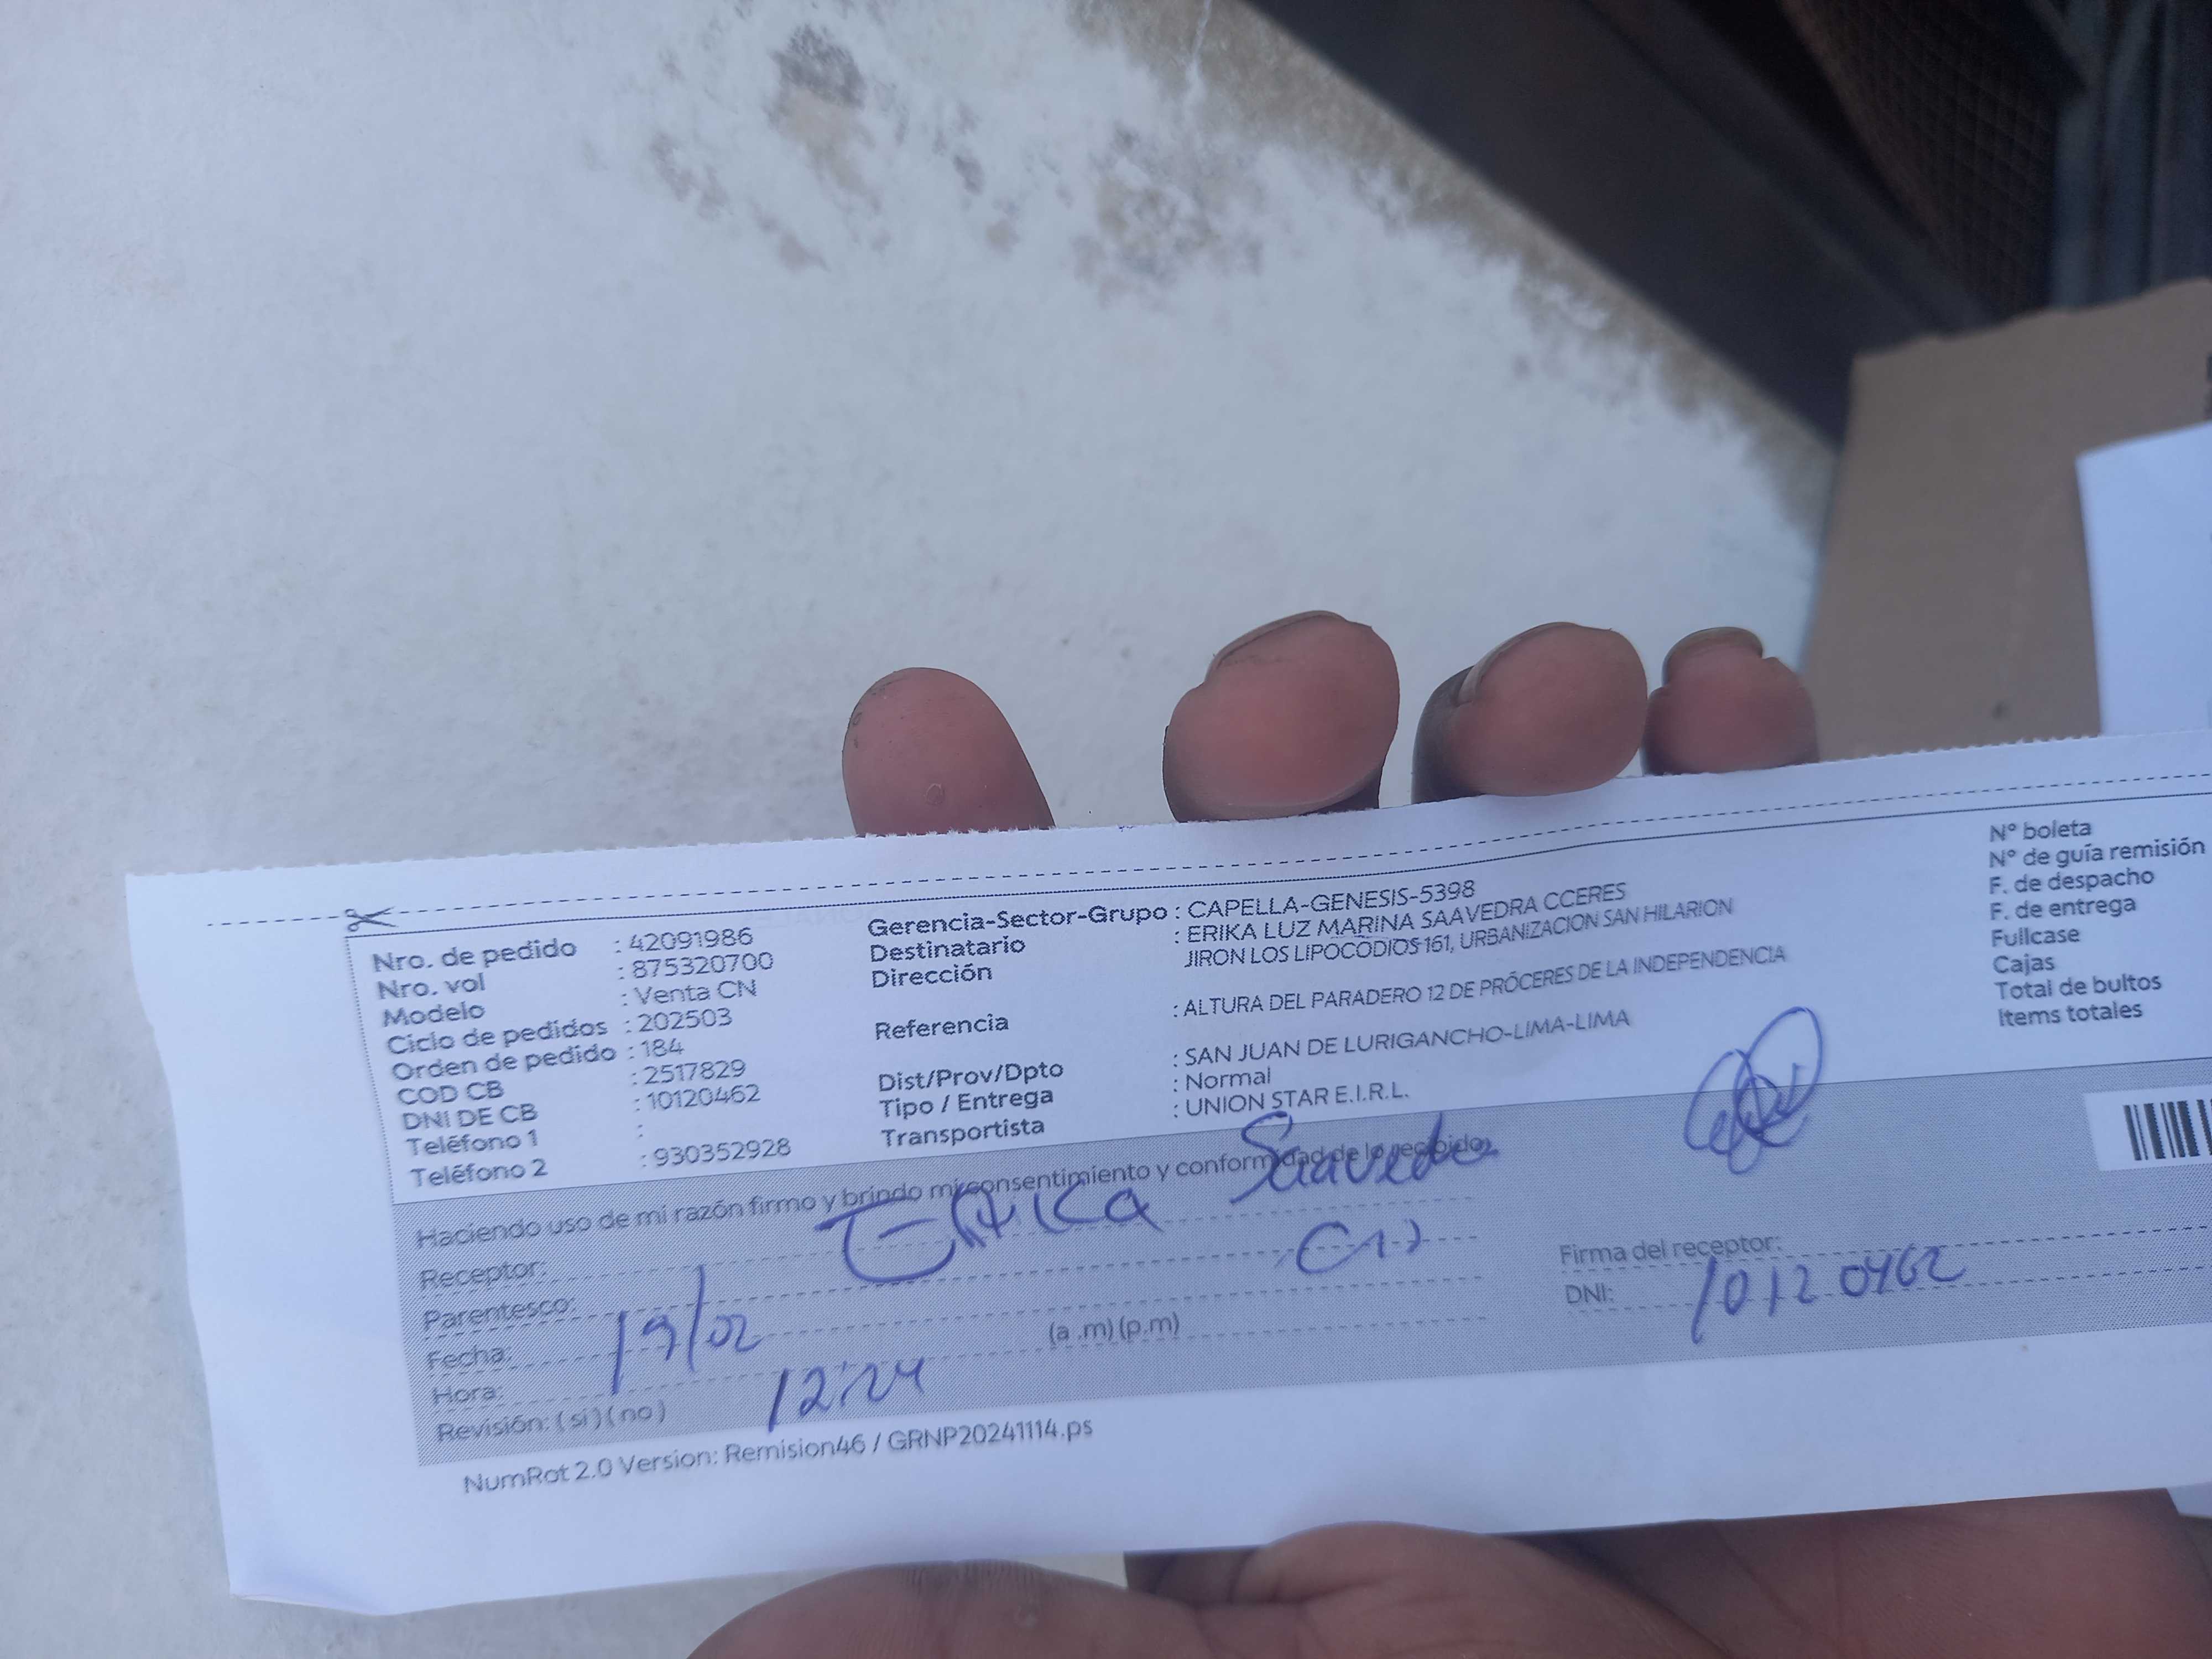 Nro. de pedido : 42091986
Nro. vol : 875320700
Modelo : Venta CN
Ciclo de pedidos : 202503
Orden de pedido : 184
COD CB : 2517829
DNI DE CB : 10120462
Teléfono 1 :
Teléfono 2 : 930352928
Gerencia-Sector-Grupo : CAPELLA-GENESIS-5398
Destinatario : ERIKA LUZ MARINA SAAVEDRA CCERES
Dirección JIRON LOS LIPOCODIOS 161, URBANIZACION SAN HILARION
Referencia : ALTURA DEL PARADERO 12 DE PRÓCERES DE LA INDEPENDENCIA
Dist/Prov/Dpto : SAN JUAN DE LURIGANCHO-LIMA-LIMA
Tipo / Entrega : Normal
Transportista : UNION STAR E.I.R.L.
N° boleta
N° de guía remisión
F. de despacho
F. de entrega
Fullcase
Cajas
Total de bultos
Items totales
Haciendo uso de mi razón firmo y brindo mi consentimiento y conformidad de lo recibido.
Receptor: ERIKA Saavedra
Parentesco:
Fecha: 19/02
Hora: 12:24 (a .m) (p.m)
Revisión: (si) (no)
Firma del receptor:
DNI: 10120462
NumRot 2.0 Version: Remision46 / GRNP20241114.ps